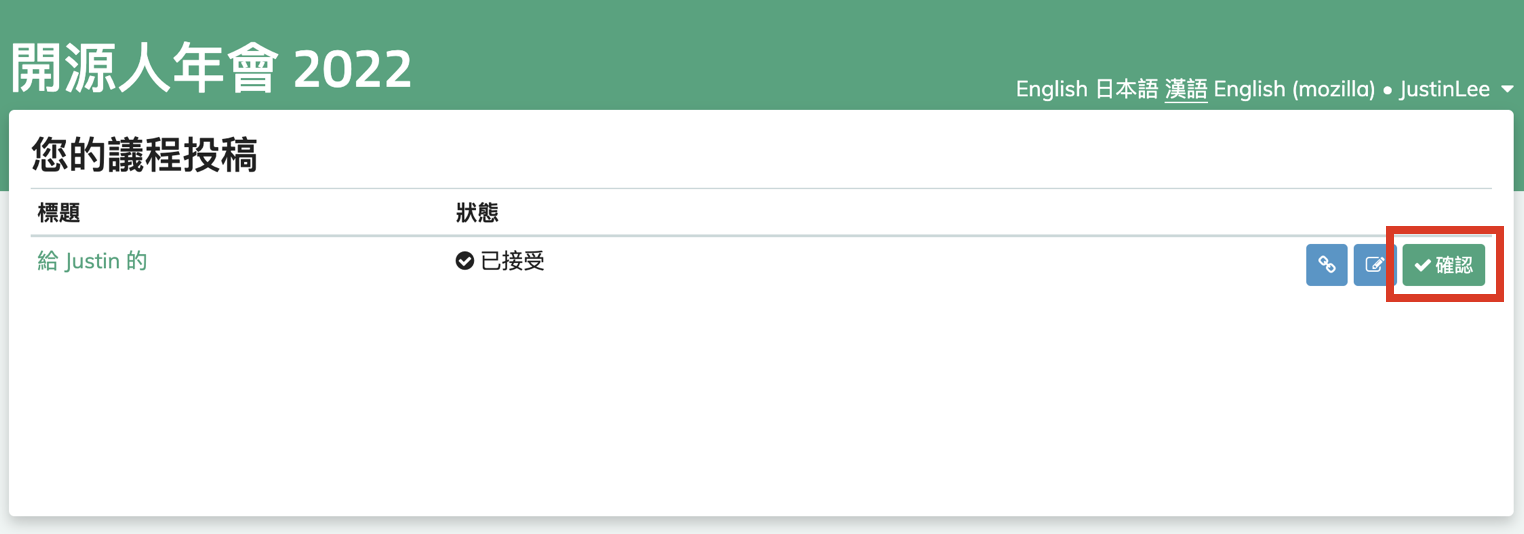 開源人年會 2022
English 日本語 漢語 English (mozilla) • JustinLee
您的議程投稿
標題 狀態
給 Justin 的 已接受 確認